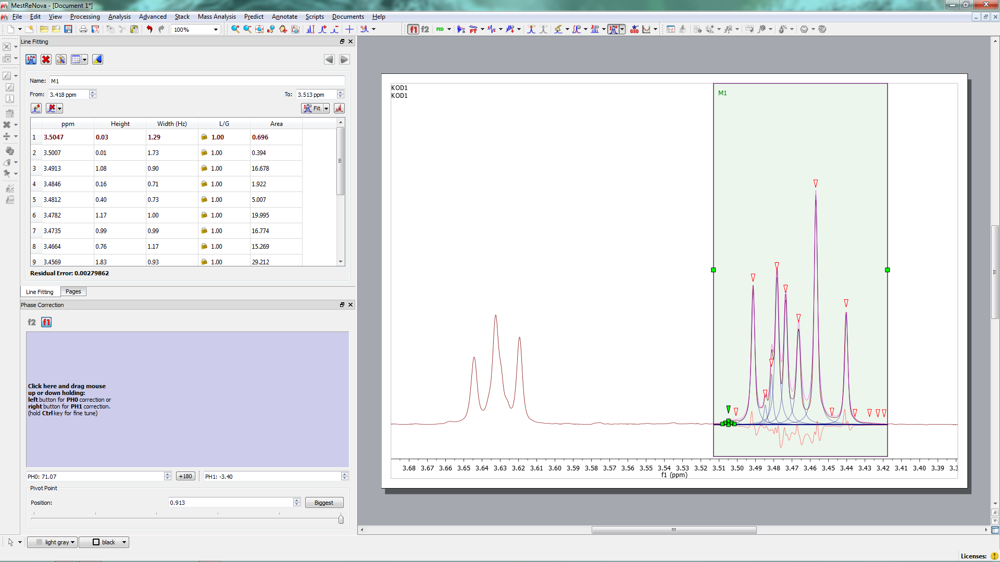 MestReNova - [Document 1*]
File Edit View Processing Analysis Advanced Stack Mass Analysis Predict Annotate Scripts Documents Help
100%
f1 f2 FID FT GSD
Line Fitting
Name: M1
From: 3.418 ppm To: 3.513 ppm
Fit
ppm Height Width (Hz) L/G Area
1 3.5047 0.03 1.29 1.00 0.696
2 3.5007 0.01 1.73 1.00 0.394
3 3.4913 1.08 0.90 1.00 16.678
4 3.4846 0.16 0.71 1.00 1.922
5 3.4812 0.40 0.73 1.00 5.007
6 3.4782 1.17 1.00 1.00 19.995
7 3.4735 0.99 0.99 1.00 16.774
8 3.4664 0.76 1.17 1.00 15.269
9 3.4569 1.83 0.93 1.00 29.212
Residual Error: 0.00279862
Line Fitting Pages
Phase Correction
f2 f1
Click here and drag mouse
up or down holding:
left button for PH0 correction or
right button for PH1 correction.
(hold Ctrl key for fine tune)
PH0: 71.07 +180 PH1: -3.40
Pivot Point
Position: 0.913 Biggest
light gray black
KOD1
KOD1
M1
3.68 3.67 3.66 3.65 3.64 3.63 3.62 3.61 3.60 3.59 3.58 3.57 3.56 3.55 3.54 3.53 3.52 3.51 3.50 3.49 3.48 3.47 3.46 3.45 3.44 3.43 3.42 3.41 3.40 3.39
f1 (ppm)
Licenses: